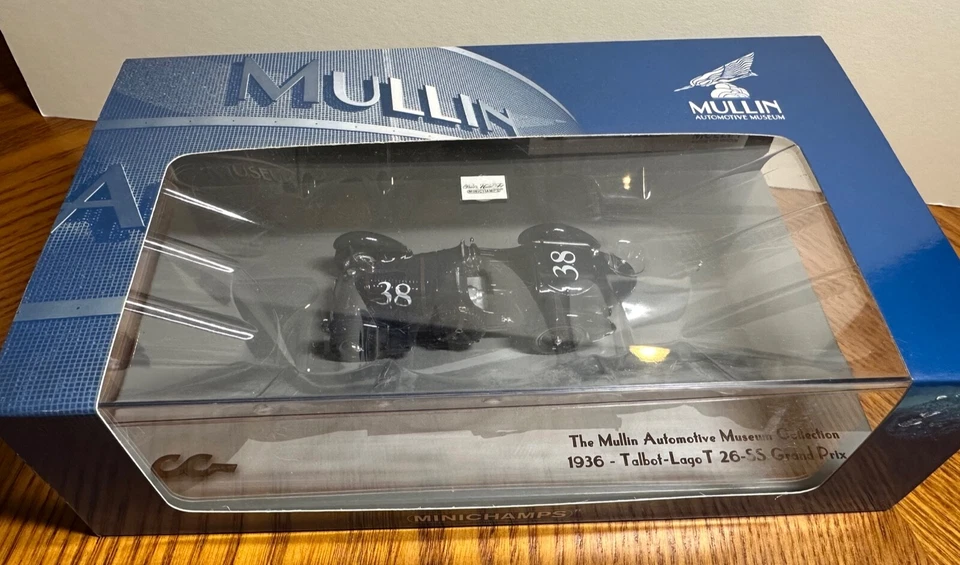 MULLIN
A
MULLIN
AUTOMOTIVE MUSEUM
MINICHAMPS
38
38
The Mullin Automotive Museum Collection
1936 - Talbot-Lago T 26-SS Grand Prix
MINICHAMPS